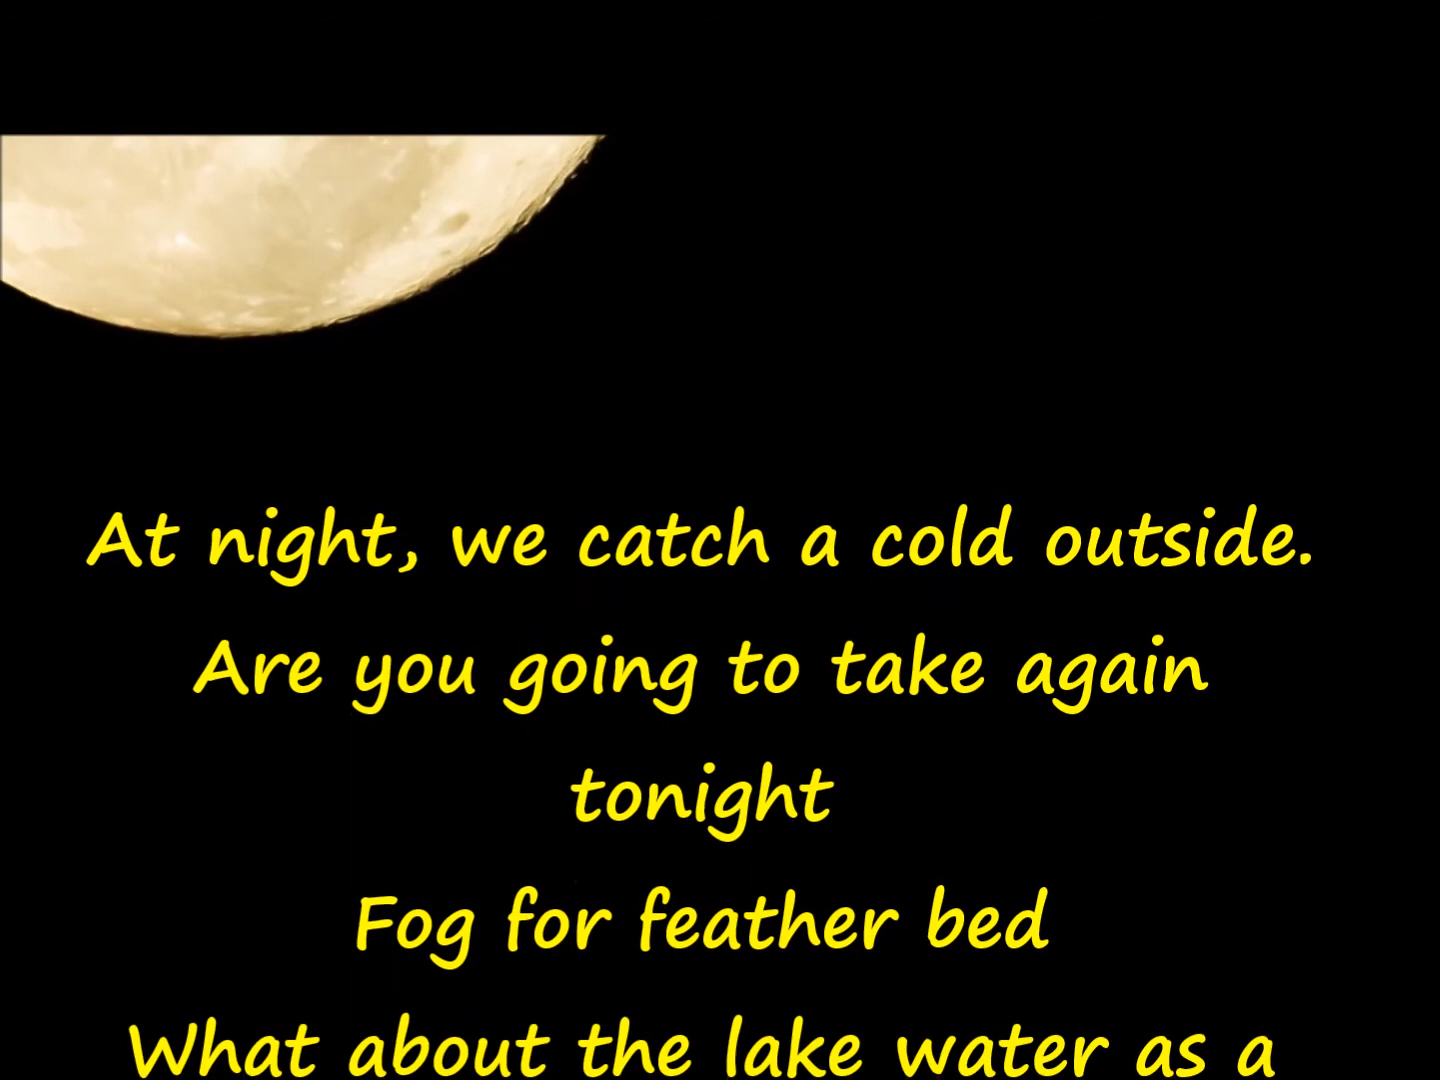 At night, we catch a cold outside.
Are you going to take again
tonight
Fog for feather bed
What about the lake water as a